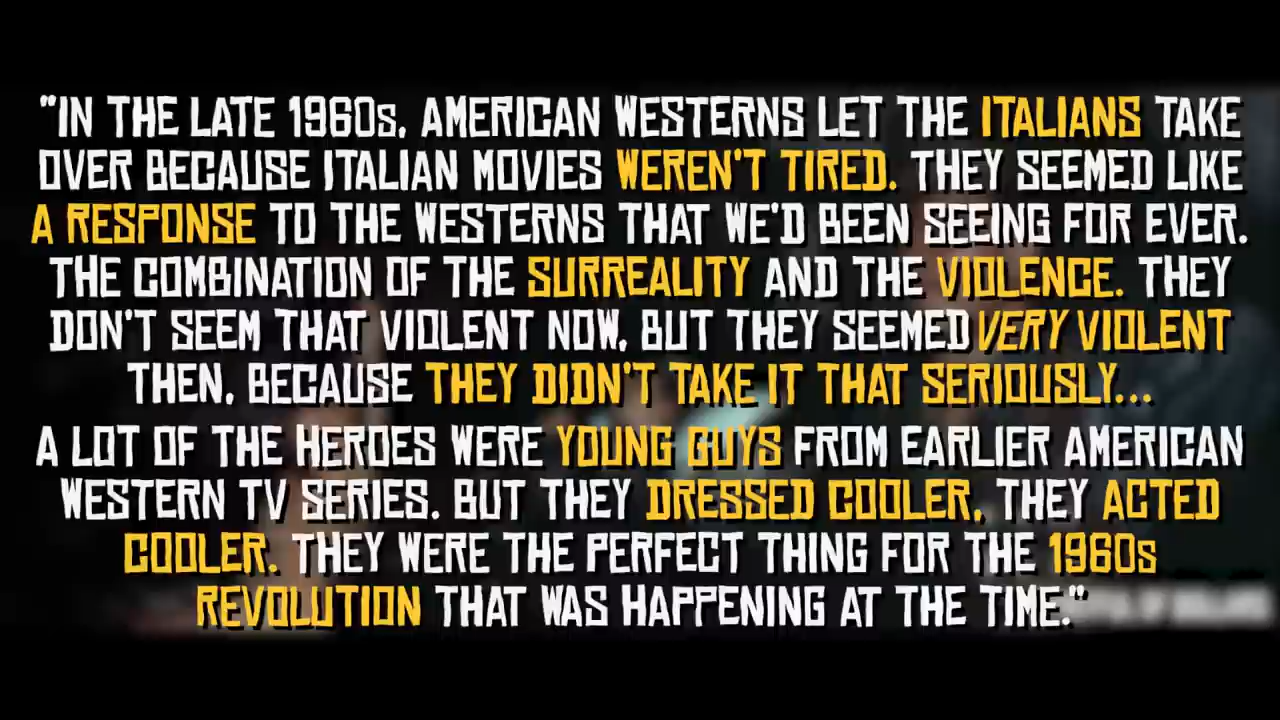 "IN THE LATE 1960s, AMERICAN WESTERNS LET THE ITALIANS TAKE
OVER BECAUSE ITALIAN MOVIES WEREN'T TIRED. THEY SEEMED LIKE
A RESPONSE TO THE WESTERNS THAT WE'D BEEN SEEING FOR EVER.
THE COMBINATION OF THE SURREALITY AND THE VIOLENCE. THEY
DON'T SEEM THAT VIOLENT NOW, BUT THEY SEEMED VERY VIOLENT
THEN, BECAUSE THEY DIDN'T TAKE IT THAT SERIOUSLY...
A LOT OF THE HEROES WERE YOUNG GUYS FROM EARLIER AMERICAN
WESTERN TV SERIES. BUT THEY DRESSED COOLER, THEY ACTED
COOLER. THEY WERE THE PERFECT THING FOR THE 1960s
REVOLUTION THAT WAS HAPPENING AT THE TIME."